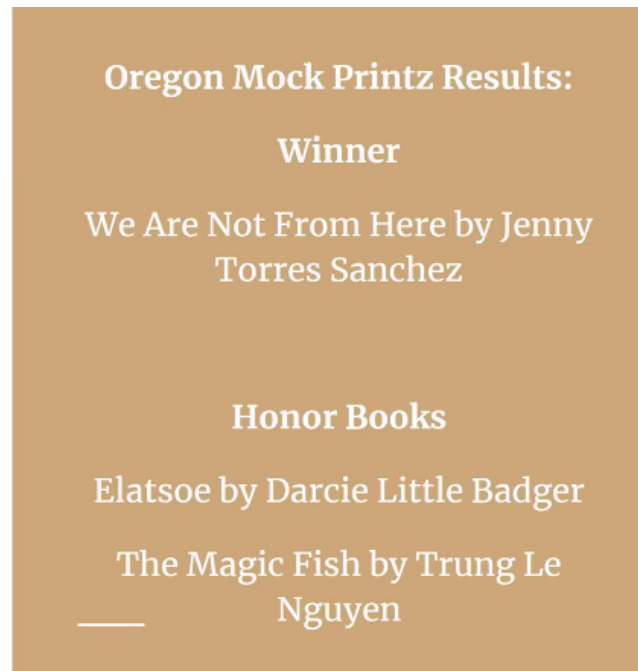 Oregon Mock Printz Results:
Winner
We Are Not From Here by Jenny
Torres Sanchez
Honor Books
Elatsoe by Darcie Little Badger
The Magic Fish by Trung Le
Nguyen